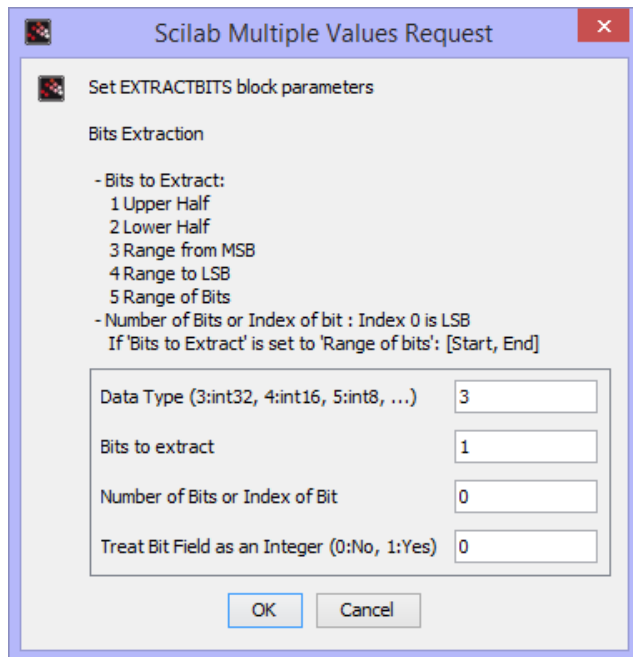 Scilab Multiple Values Request
x
Set EXTRACTBITS block parameters
Bits Extraction
- Bits to Extract:
1 Upper Half
2 Lower Half
3 Range from MSB
4 Range to LSB
5 Range of Bits
- Number of Bits or Index of bit : Index 0 is LSB
If 'Bits to Extract' is set to 'Range of bits': [Start, End]
Data Type (3:int32, 4:int16, 5:int8, ...) 3
Bits to extract 1
Number of Bits or Index of Bit 0
Treat Bit Field as an Integer (0:No, 1:Yes) 0
OK Cancel